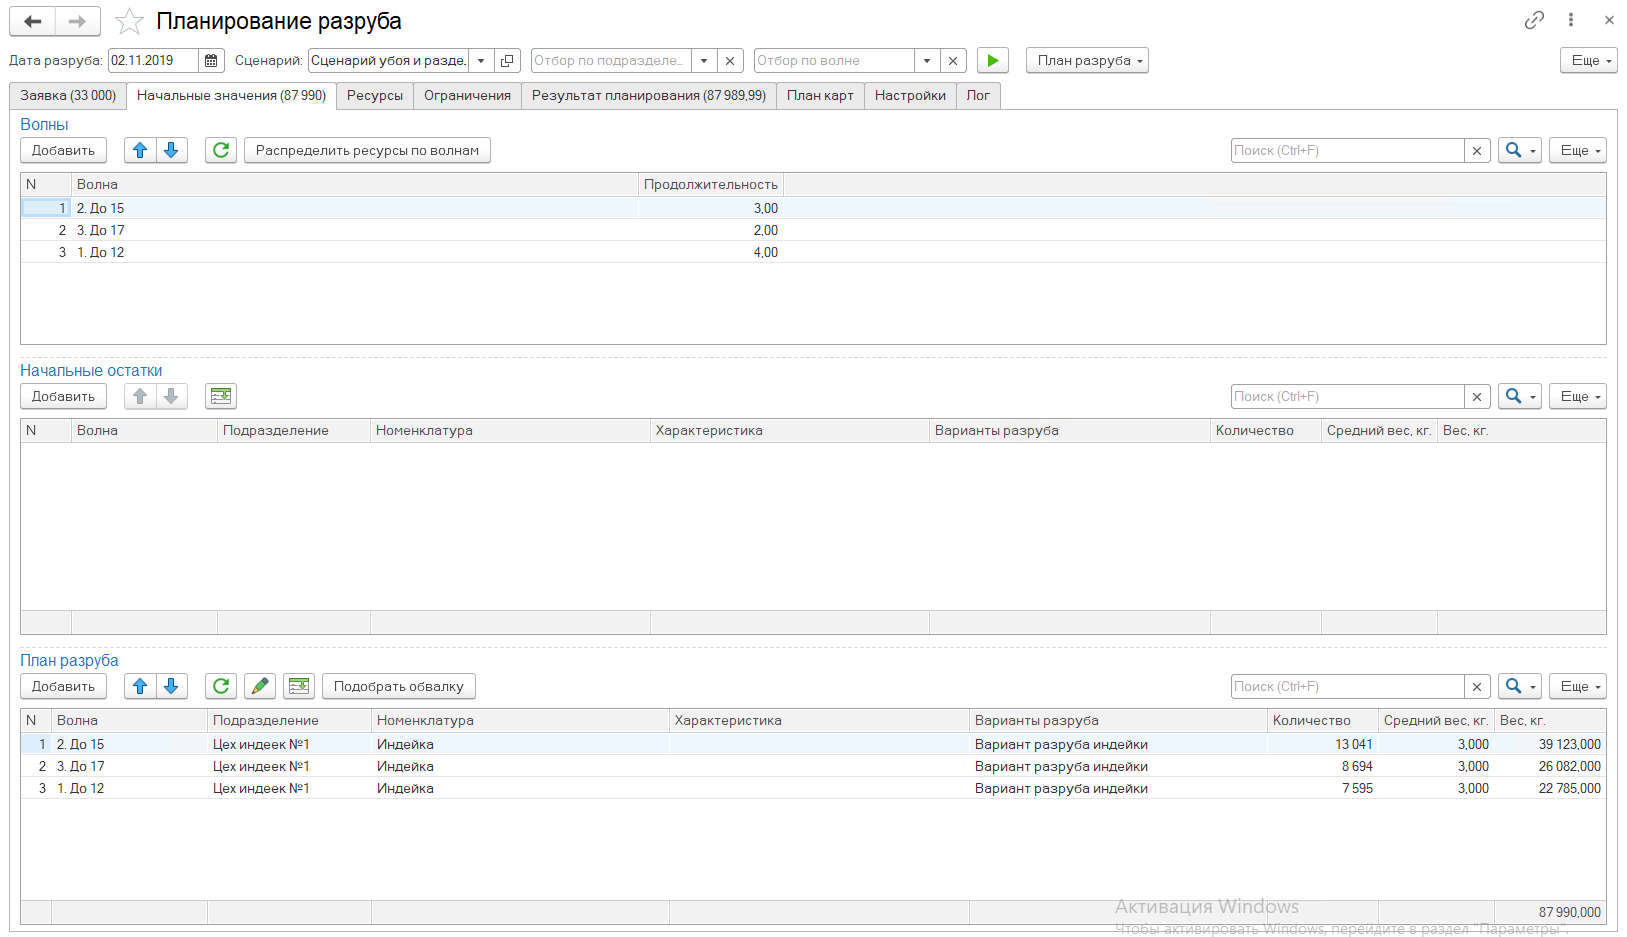 Планирование разруба
Дата разруба: 02.11.2019 Сценарий: Сценарий убоя и разде. Отбор по подразделе... Отбор по волне План разруба Еще
Заявка (33 000) Начальные значения (87 990) Ресурсы Ограничения Результат планирования (87 989,99) План карт Настройки Лог
Волны
Добавить Распределить ресурсы по волнам Поиск (Ctrl+F) Еще
N Волна Продолжительность
1 2. До 15 3,00
2 3. До 17 2,00
3 1. До 12 4,00
Начальные остатки
Добавить Поиск (Ctrl+F) Еще
N Волна Подразделение Номенклатура Характеристика Варианты разруба Количество Средний вес, кг. Вес, кг.
План разруба
Добавить Подобрать обвалку Поиск (Ctrl+F) Еще
N Волна Подразделение Номенклатура Характеристика Варианты разруба Количество Средний вес, кг. Вес, кг.
1 2. До 15 Цех индеек №1 Индейка Вариант разруба индейки 13 041 3,000 39 123,000
2 3. До 17 Цех индеек №1 Индейка Вариант разруба индейки 8 694 3,000 26 082,000
3 1. До 12 Цех индеек №1 Индейка Вариант разруба индейки 7 595 3,000 22 785,000
Активация Windows
87 990,000
Чтобы активировать Windows, перейдите в раздел "Параметры".